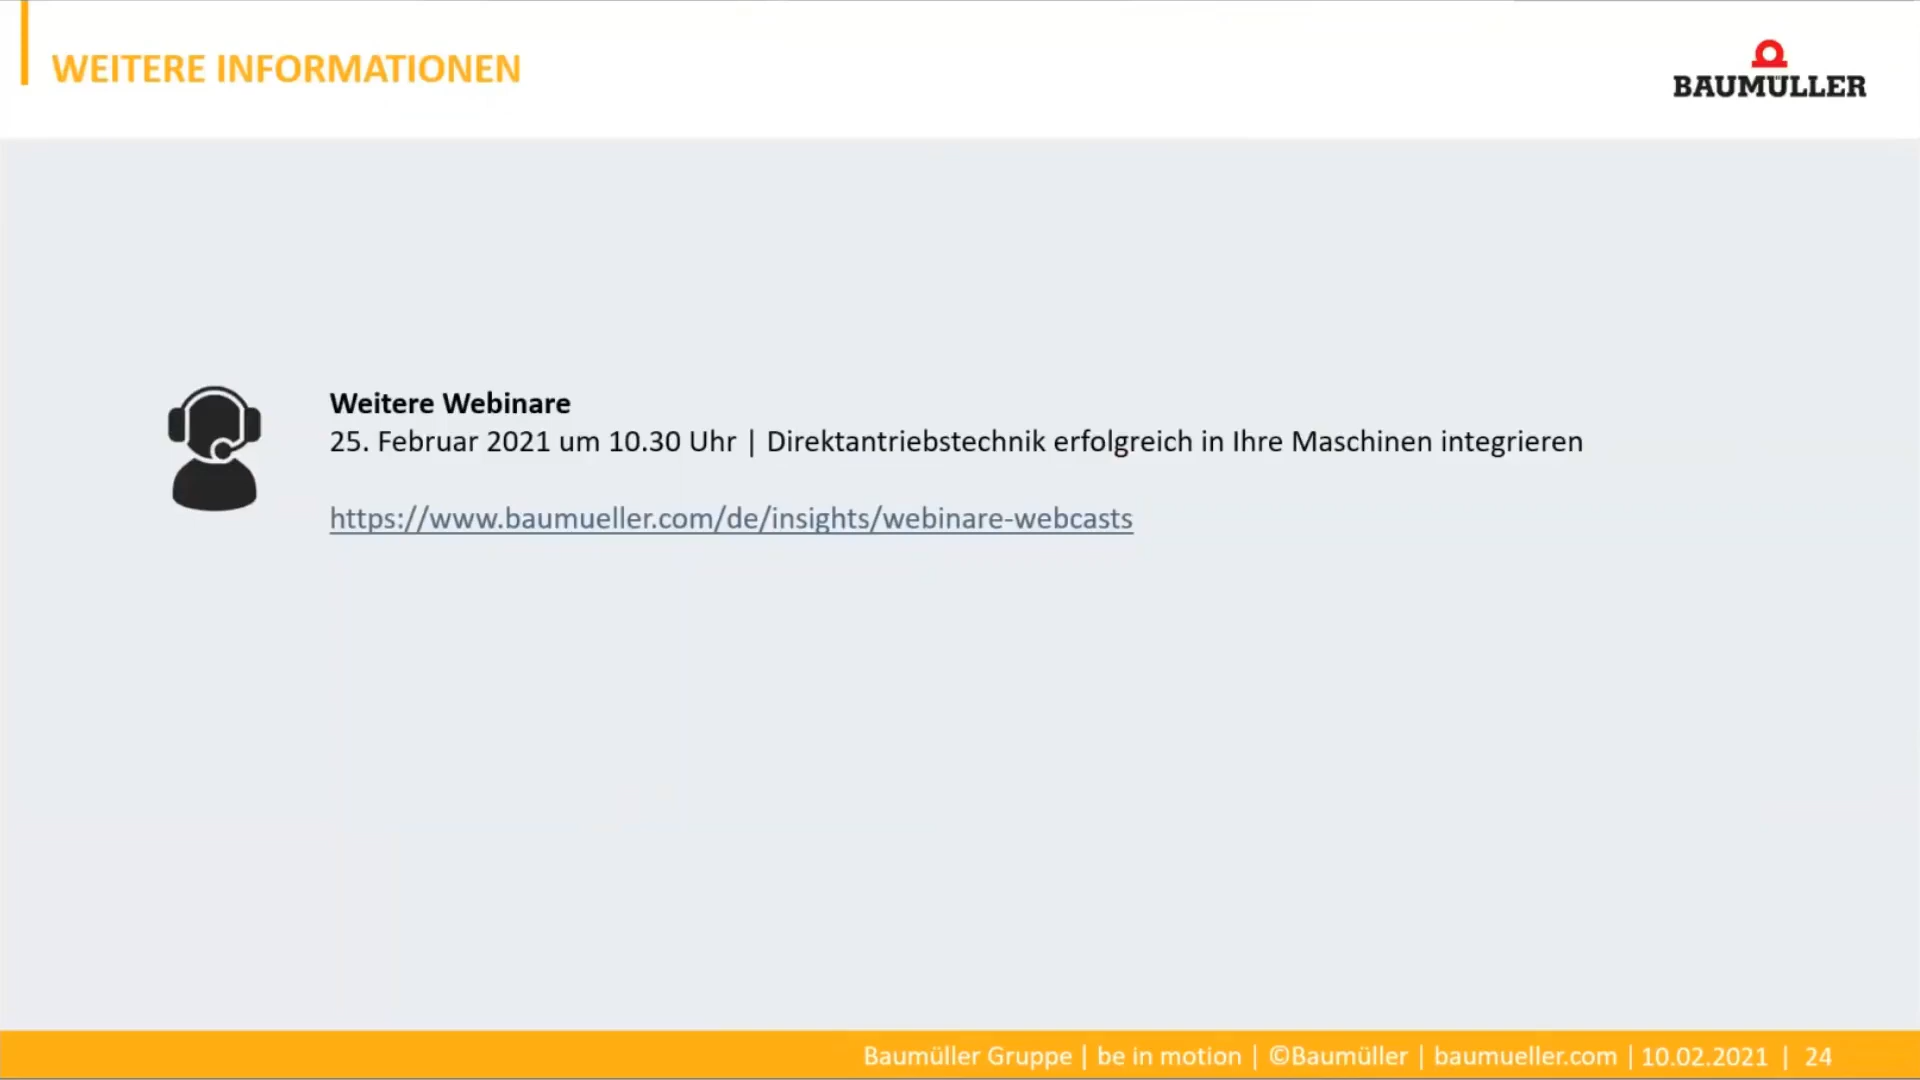 WEITERE INFORMATIONEN
BAUMÜLLER
Weitere Webinare
25. Februar 2021 um 10.30 Uhr | Direktantriebstechnik erfolgreich in Ihre Maschinen integrieren
https://www.baumueller.com/de/insights/webinare-webcasts
Baumüller Gruppe | be in motion | ©Baumüller | baumueller.com | 10.02.2021 | 24